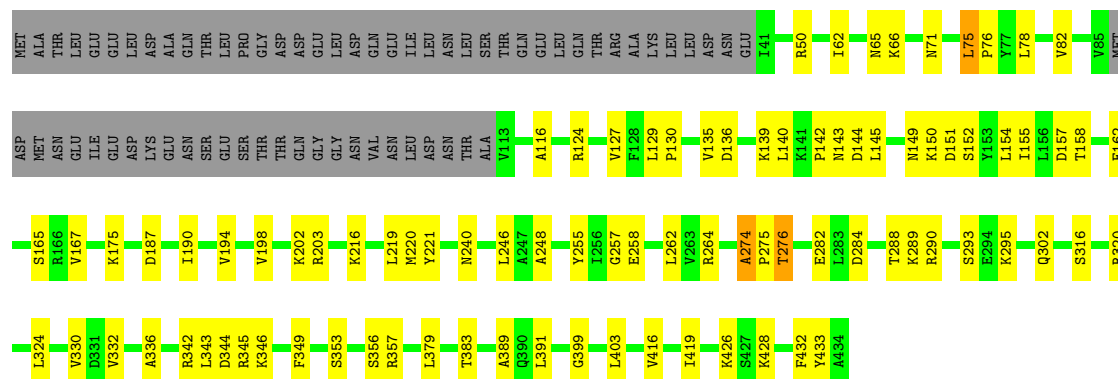 MET ALA THR LEU GLU GLU LEU ASP ALA GLN THR LEU PRO GLY ASP ASP GLU LEU ASP GLN GLU ILE LEU ASN LEU SER THR GLN GLU LEU GLN THR ARG ALA LYS LEU LEU ASP ASN GLU I41 R50 I62 N65 K66 N71 L75 P76 Y77 L78 V82 V85 MET
ASP MET ASN GLU ILE GLU ASP LYS GLU ASN SER GLU SER THR THR GLN GLY GLY ASN VAL ASN LEU ASP ASN THR ALA V113 A116 R124 V127 F128 L129 P130 V135 D136 K139 L140 K141 P142 N143 D144 L145 N149 K150 D151 S152 Y153 L154 I155 L156 D157 T158 E162
S165 R166 V167 K175 D187 I190 V194 V198 K202 R203 K216 L219 M220 Y221 N240 L246 A247 A248 Y255 I256 G257 E258 L262 V263 R264 A274 P275 T276 E282 L283 D284 T288 K289 R290 S293 E294 K295 Q302 S316 R320
L324 V330 D331 V332 A336 R342 L343 D344 R345 K346 F349 S353 S356 R357 L379 T383 A389 Q390 L391 G399 L403 V416 I419 K426 S427 K428 F432 Y433 A434